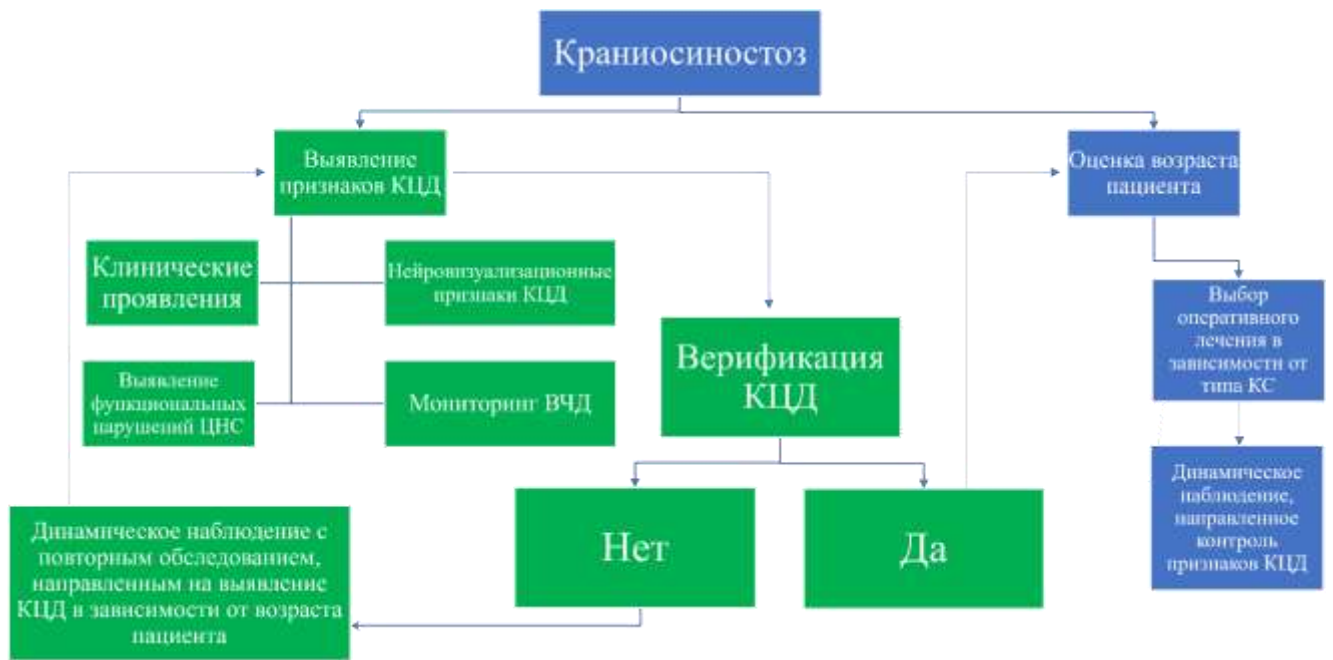 Краниосиностоз
Выявление
признаков КЦД
Оценка возраста
пациента
Клинические
проявления
Нейровизуализационные
признаки КЦД
Выявление
функциональных
нарушений ЦНС
Мониторинг ВЧД
Верификация
КЦД
Выбор
оперативного
лечения в
зависимости от
типа КС
Нет
Да
Динамическое наблюдение с
повторным обследованием,
направленным на выявление
КЦД в зависимости от возраста
пациента
Динамическое
наблюдение,
направленное
контроль
признаков КЦД